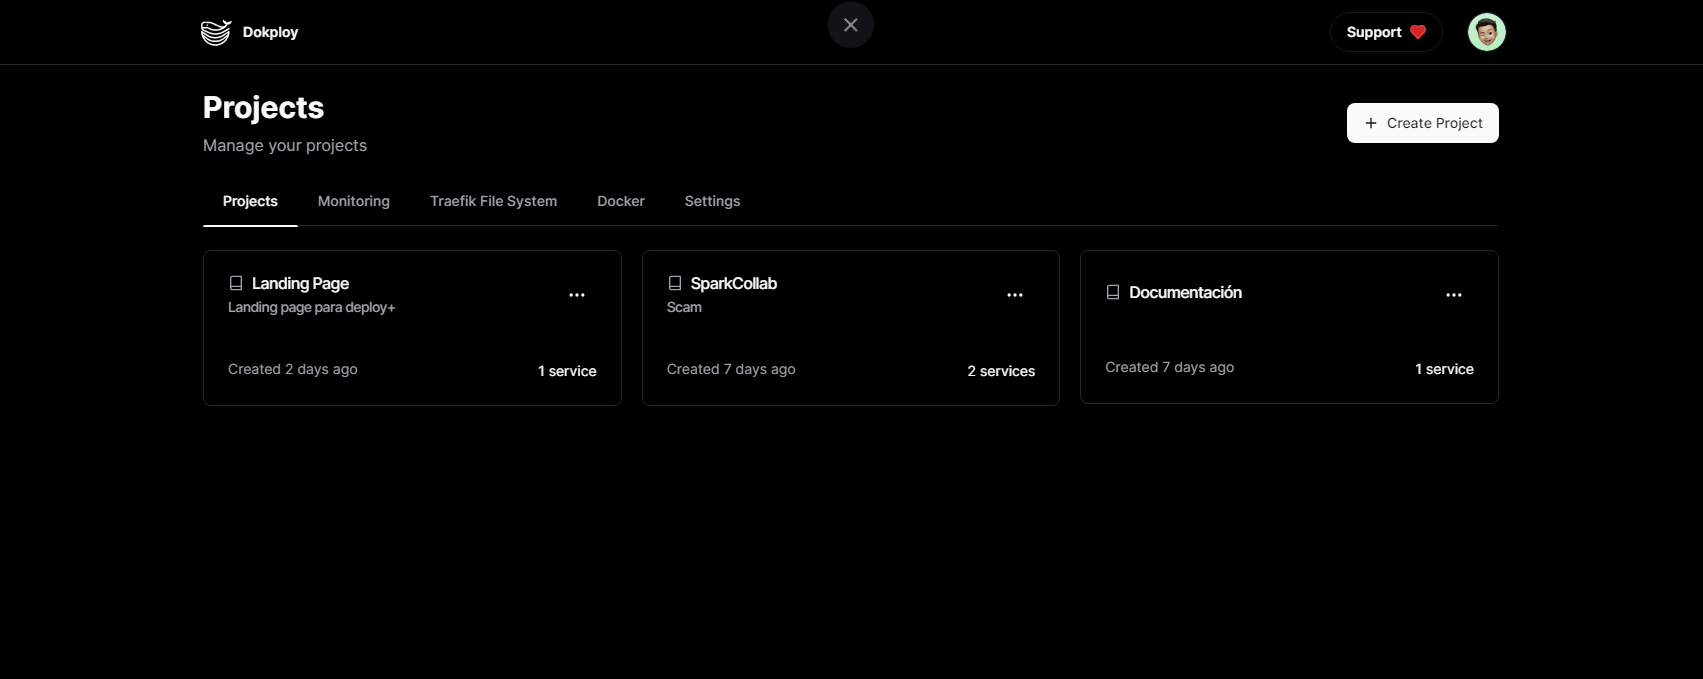 Dokploy
Support
Projects
Manage your projects
Create Project
Projects
Monitoring
Traefik File System
Docker
Settings
Landing Page
Landing page para deploy+
Created 2 days ago
1 service
SparkCollab
Scam
Created 7 days ago
2 services
Documentación
Created 7 days ago
1 service